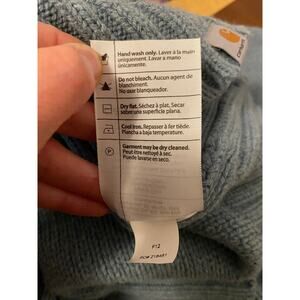 Hand wash only. Laver à la main
uniquement. Lavar a mano
únicamente.
Do not bleach. Aucun agent de
blanchiment.
No usar blanqueador.
Dry flat. Séchez à plat, Secar
sobre una superficie plana.
Cool iron. Repasser à fer tiède.
Plancha a baja temperature.
P
Garment may be dry cleaned.
Peut être nettoyé à sec.
Puede lavarse en seco.
F12